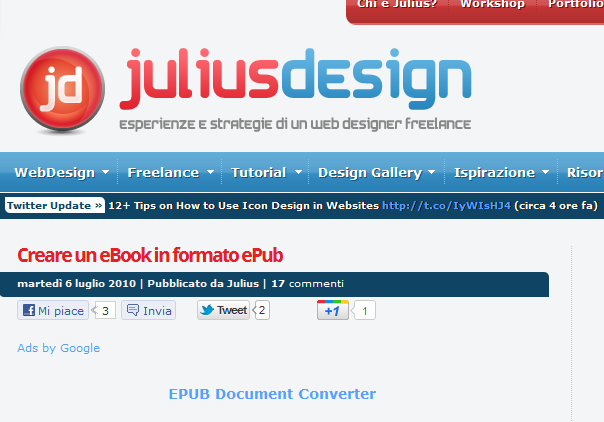 Chi è Julius? Workshop Portfolio
jd juliusdesign
esperienze e strategie di un web designer freelance
WebDesign Freelance Tutorial Design Gallery Ispirazione Risor
Twitter Update » 12+ Tips on How to Use Icon Design in Websites http://t.co/IyWIsHJ4 (circa 4 ore fa)
Creare un eBook in formato ePub
martedì 6 luglio 2010 | Pubblicato da Julius | 17 commenti
Mi piace 3 Invia Tweet 2 +1 1
Ads by Google
EPUB Document Converter